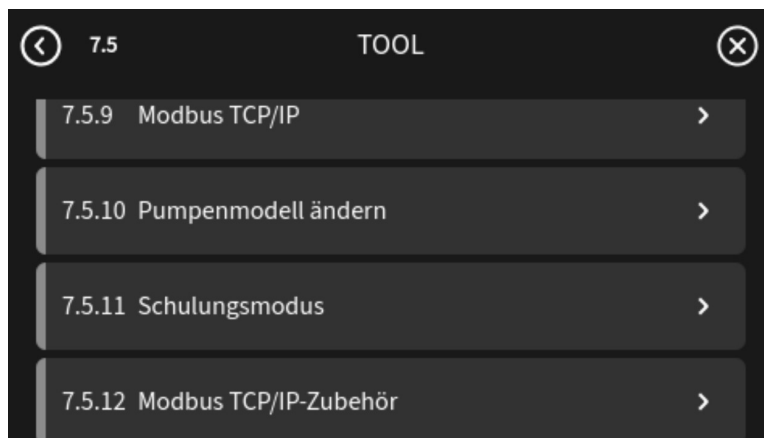 7.5 TOOL
7.5.9 Modbus TCP/IP
7.5.10 Pumpenmodell ändern
7.5.11 Schulungsmodus
7.5.12 Modbus TCP/IP-Zubehör